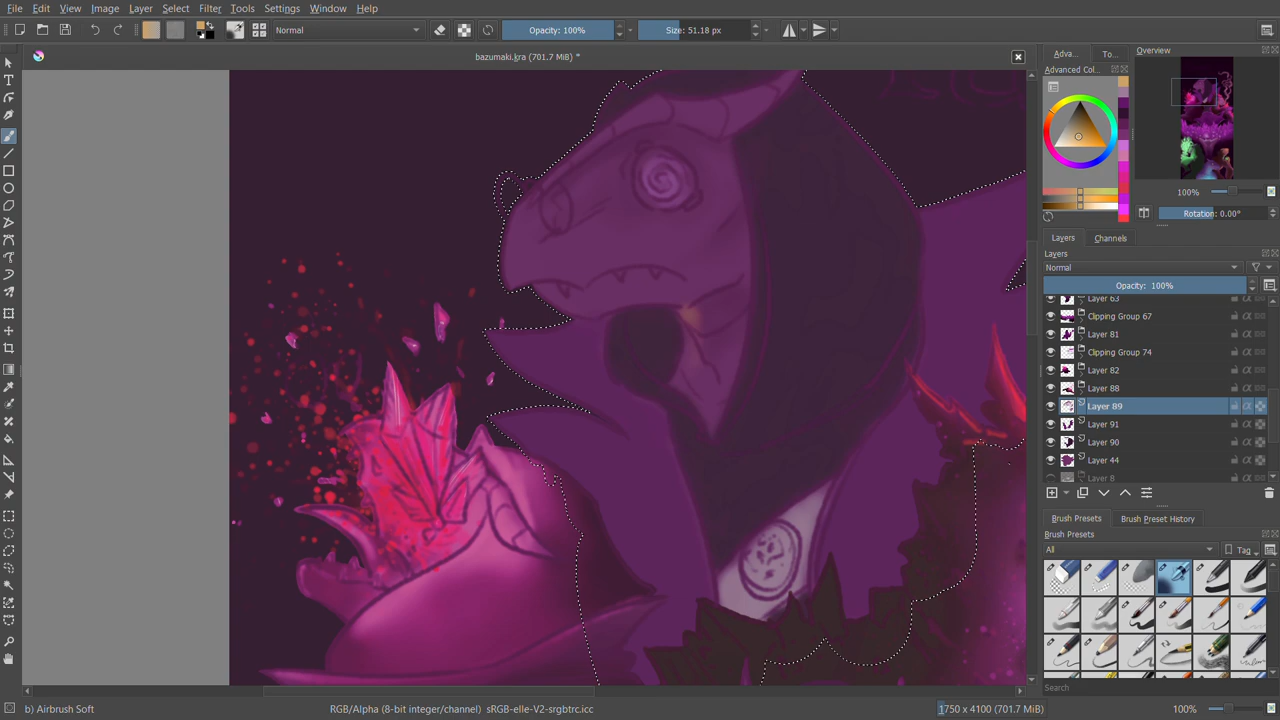 File Edit View Image Layer Select Filter Tools Settings Window Help
Normal
Opacity: 100%
Size: 51.18 px
bazumaki.kra (701.7 MiB) *
Adva...
To...
Advanced Col...
Overview
100%
Rotation: 0.00°
Layers
Channels
Layers
Normal
Opacity: 100%
Layer 63
Clipping Group 67
Layer 81
Clipping Group 74
Layer 82
Layer 88
Layer 89
Layer 91
Layer 90
Layer 44
Layer 8
Brush Presets
Brush Preset History
Brush Presets
All
Tag
Search
b) Airbrush Soft
RGB/Alpha (8-bit integer/channel) sRGB-elle-V2-srgbtrc.icc
1750 x 4100 (701.7 MiB)
100%